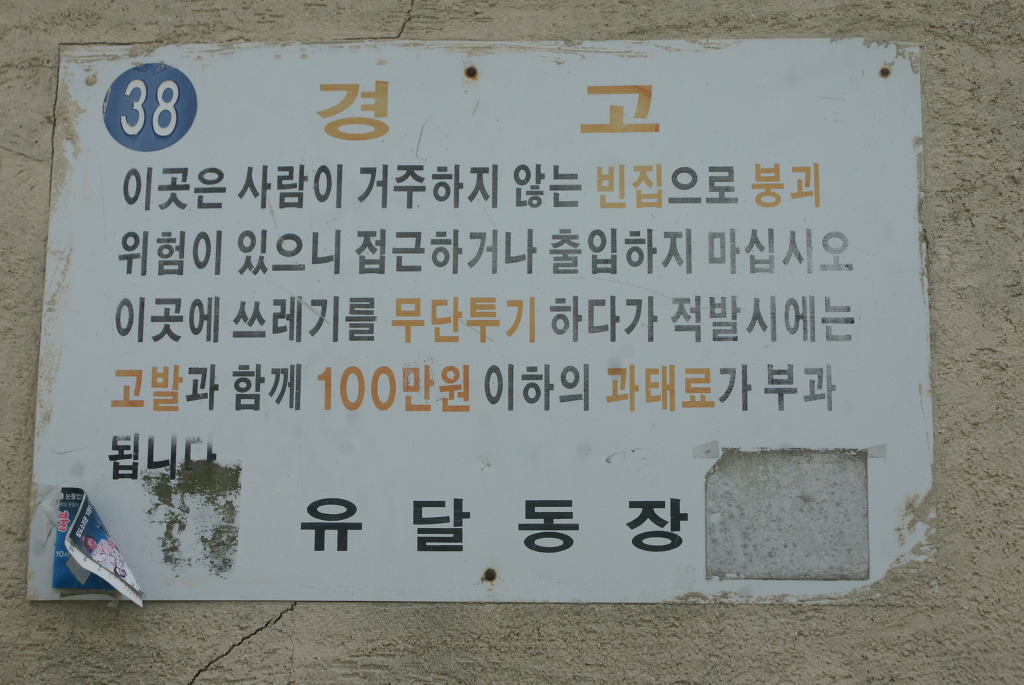 38
경 고
이곳은 사람이 거주하지 않는 빈집으로 붕괴
위험이 있으니 접근하거나 출입하지 마십시오
이곳에 쓰레기를 무단투기 하다가 적발시에는
고발과 함께 100만원 이하의 과태료가 부과
됩니다
유 달 동 장